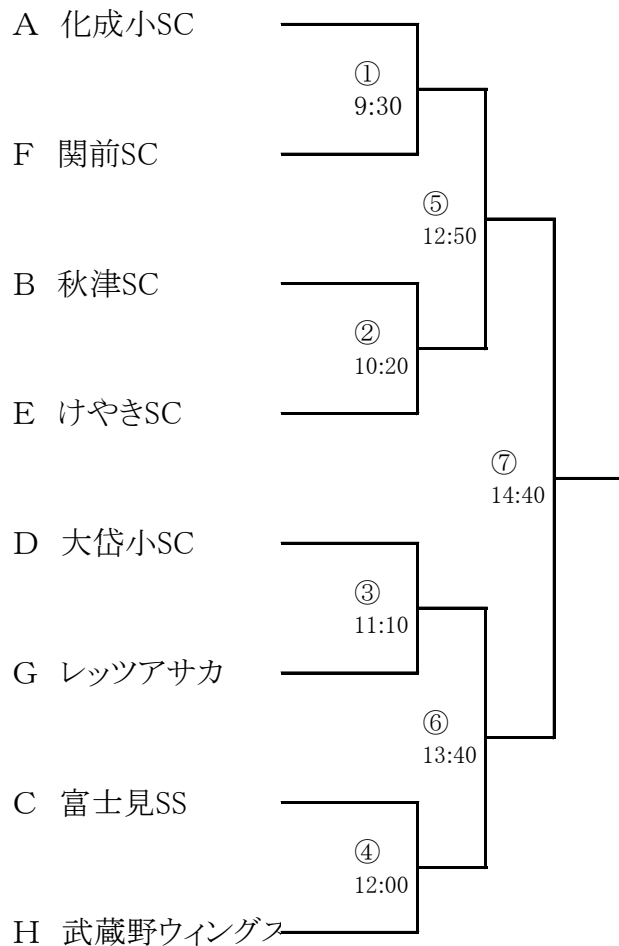 A 化成小SC
①
9:30
F 関前SC
⑤
12:50
B 秋津SC
②
10:20
E けやきSC
⑦
14:40
D 大岱小SC
③
11:10
G レッツアサカ
⑥
13:40
C 富士見SS
④
12:00
H 武蔵野ウィングス